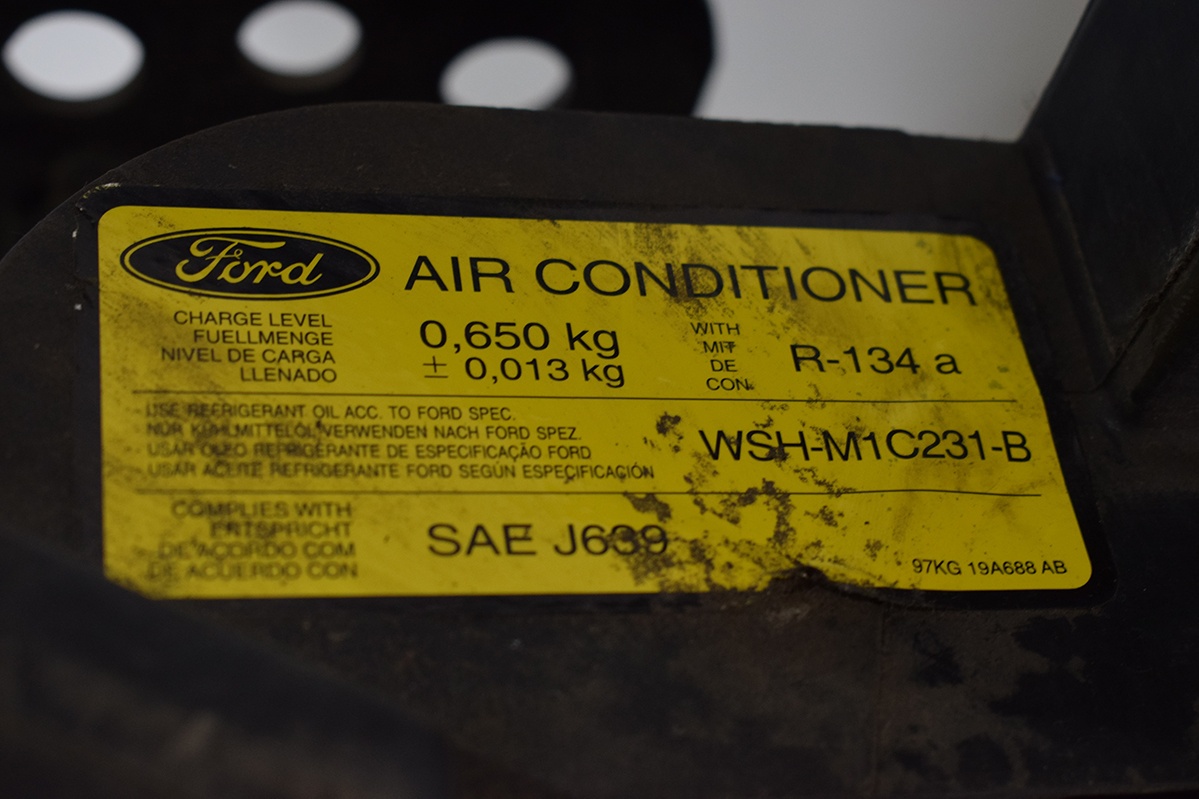 Ford AIR CONDITIONER
CHARGE LEVEL
FUELLMENGE
NIVEL DE CARGA
LLENADO
0,650 kg
± 0,013 kg
WITH
MIT
DE
CON
R-134 a
USE REFRIGERANT OIL ACC. TO FORD SPEC.
NUR KÜHLMITTELÖL VERWENDEN NACH FORD SPEZ.
USAR OLEO REFRIGERANTE DE ESPECIFICAÇÃO FORD
USAR ACEITE REFRIGERANTE FORD SEGÚN ESPECIFICACIÓN
WSH-M1C231-B
COMPLIES WITH
ENTSPRICHT
DE ACORDO COM
DE ACUERDO CON
SAE J639
97KG 19A688 AB